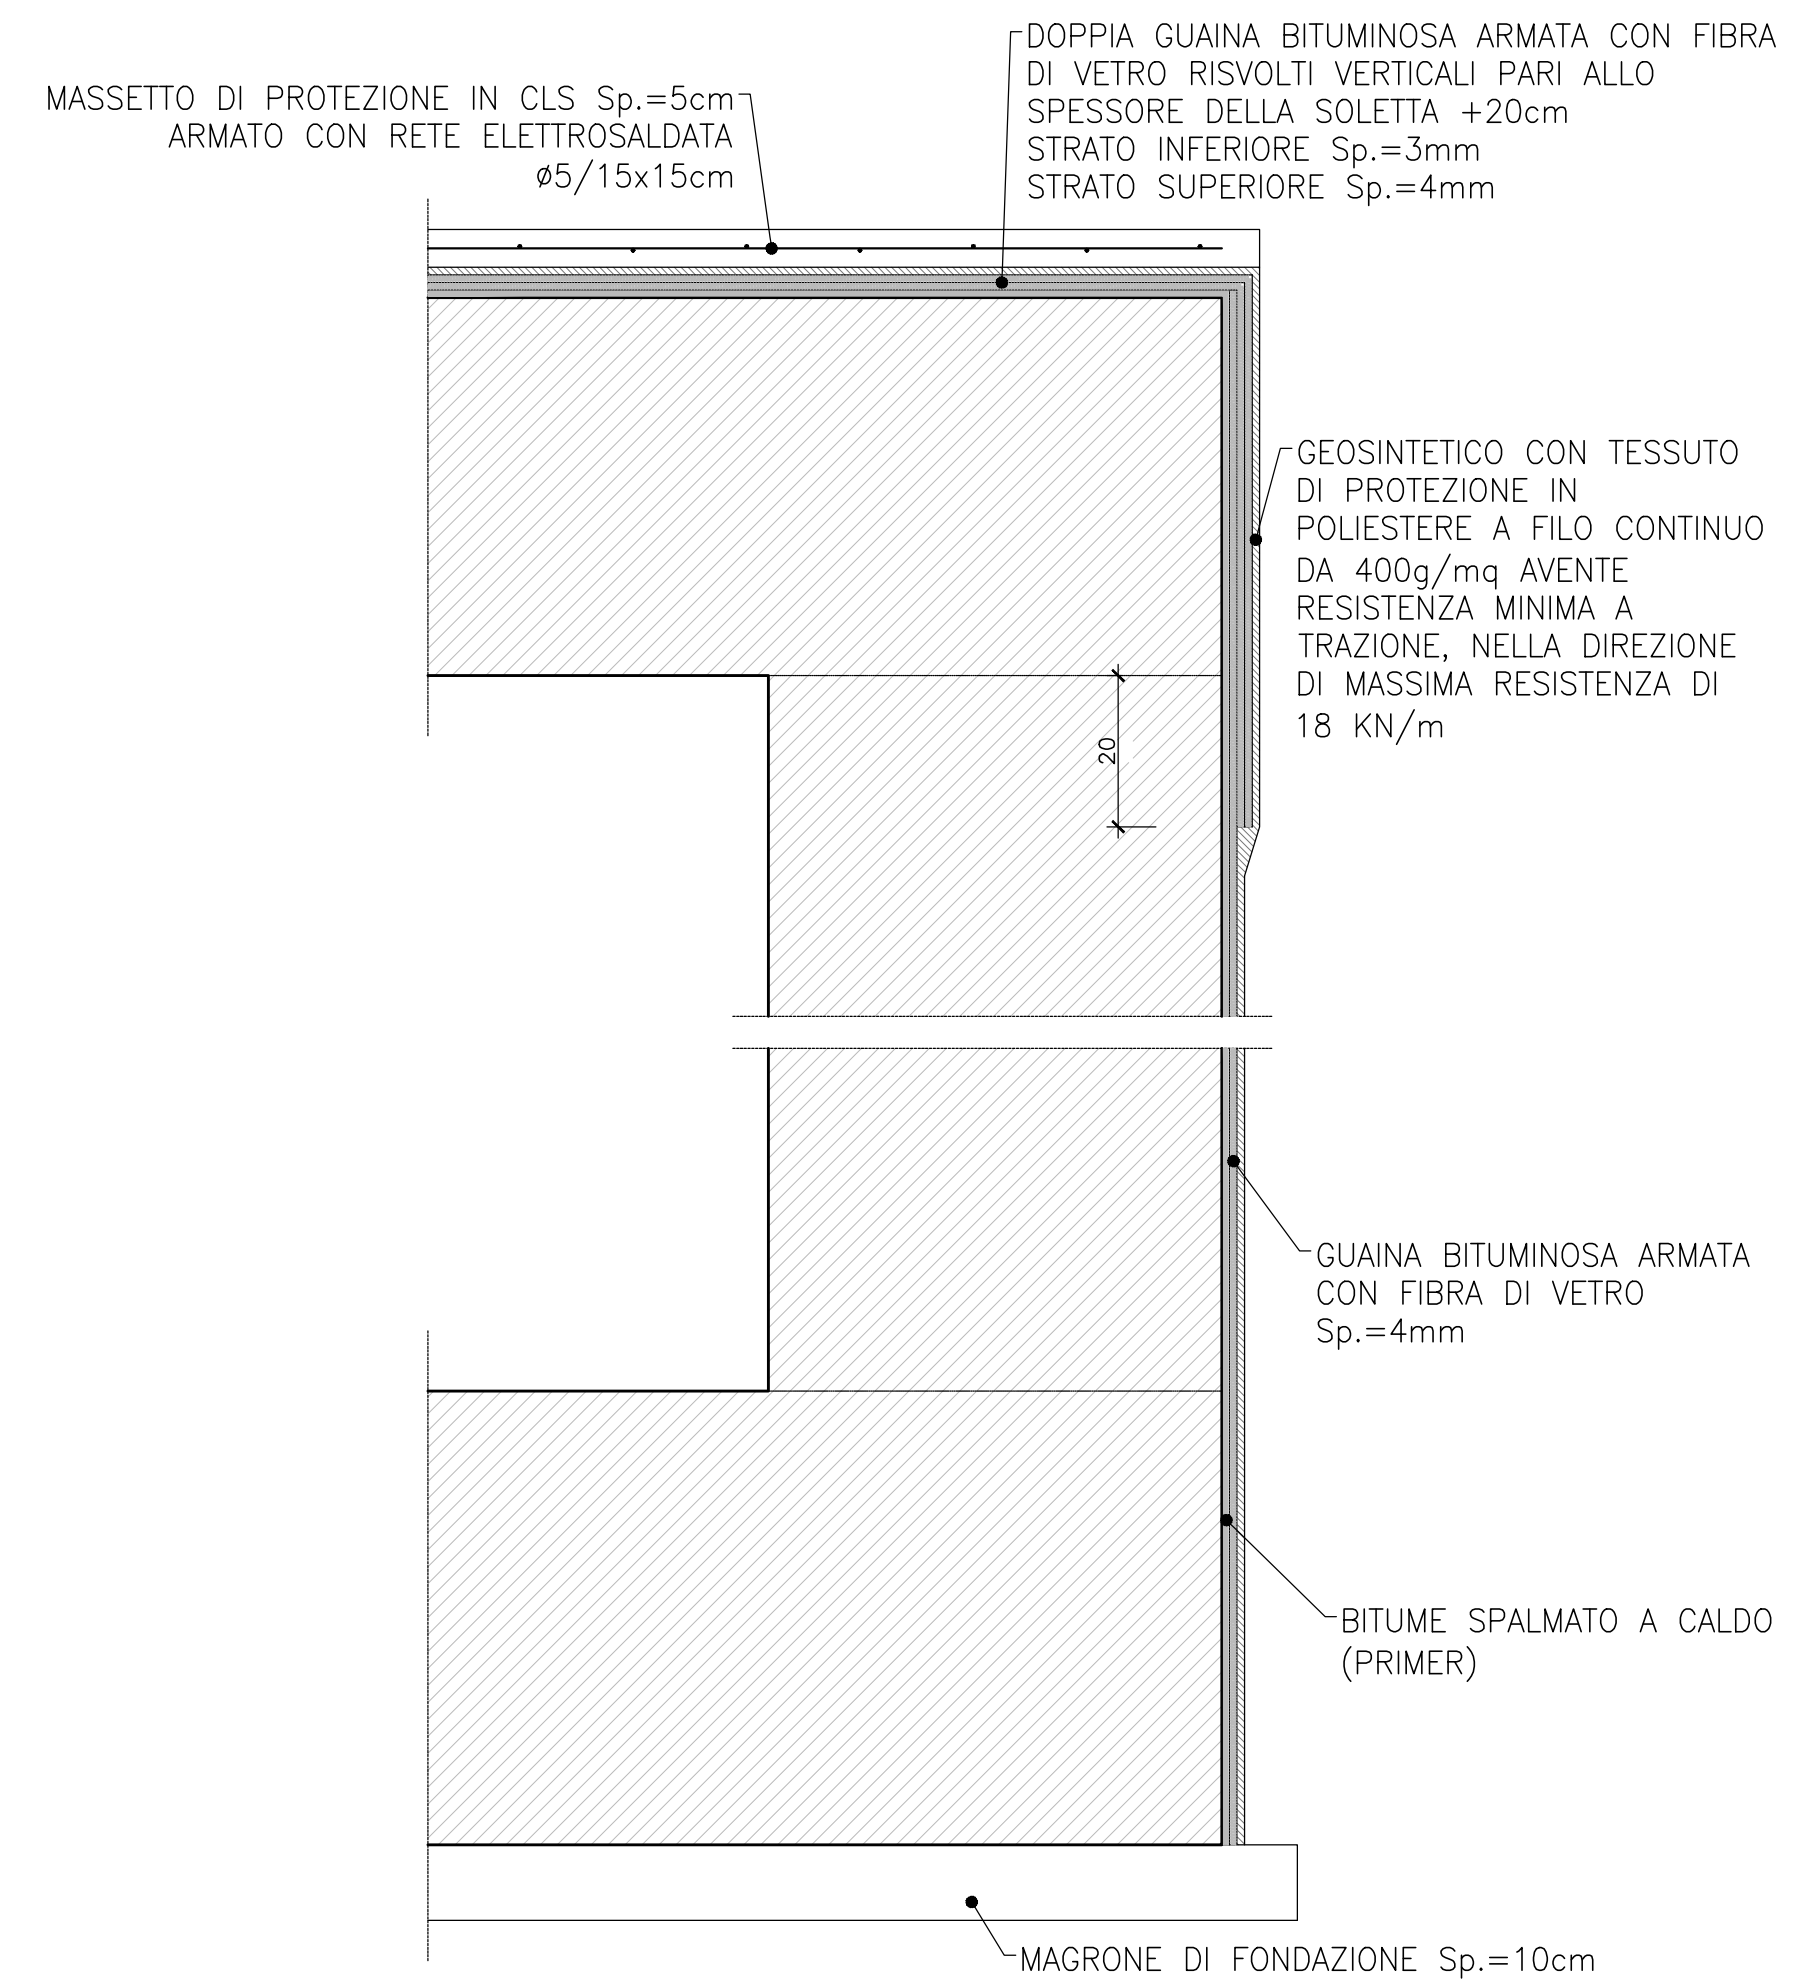 DOPPIA GUAINA BITUMINOSA ARMATA CON FIBRA
DI VETRO RISVOLTI VERTICALI PARI ALLO
SPESSORE DELLA SOLETTA +20cm
STRATO INFERIORE Sp.=3mm
STRATO SUPERIORE Sp.=4mm
MASSETTO DI PROTEZIONE IN CLS Sp.=5cm
ARMATO CON RETE ELETTROSALDATA
ø5/15x15cm
GEOSINTETICO CON TESSUTO
DI PROTEZIONE IN
POLIESTERE A FILO CONTINUO
DA 400g/mq AVENTE
RESISTENZA MINIMA A
TRAZIONE, NELLA DIREZIONE
DI MASSIMA RESISTENZA DI
18 KN/m
20
GUAINA BITUMINOSA ARMATA
CON FIBRA DI VETRO
Sp.=4mm
BITUME SPALMATO A CALDO
(PRIMER)
MAGRONE DI FONDAZIONE Sp.=10cm